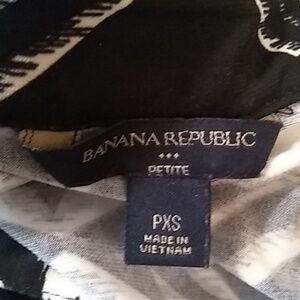 BANANA REPUBLIC
PETITE
PXS
MADE IN
VIETNAM